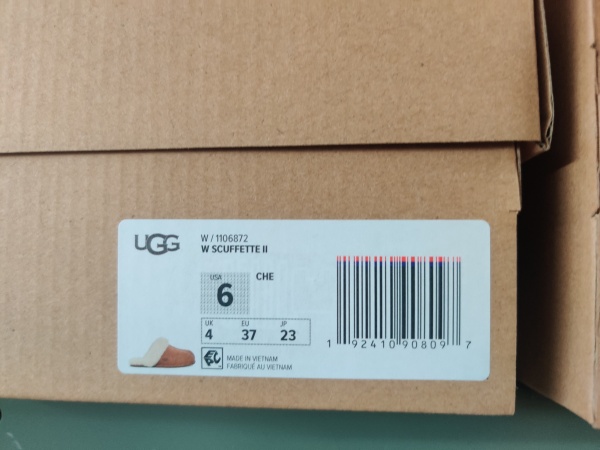 UGG
W / 1106872
W SCUFFETTE II
USA
6
CHE
UK EU JP
4 37 23
MADE IN VIETNAM
FABRIQUÉ AU VIETNAM
1 92410 90809 7